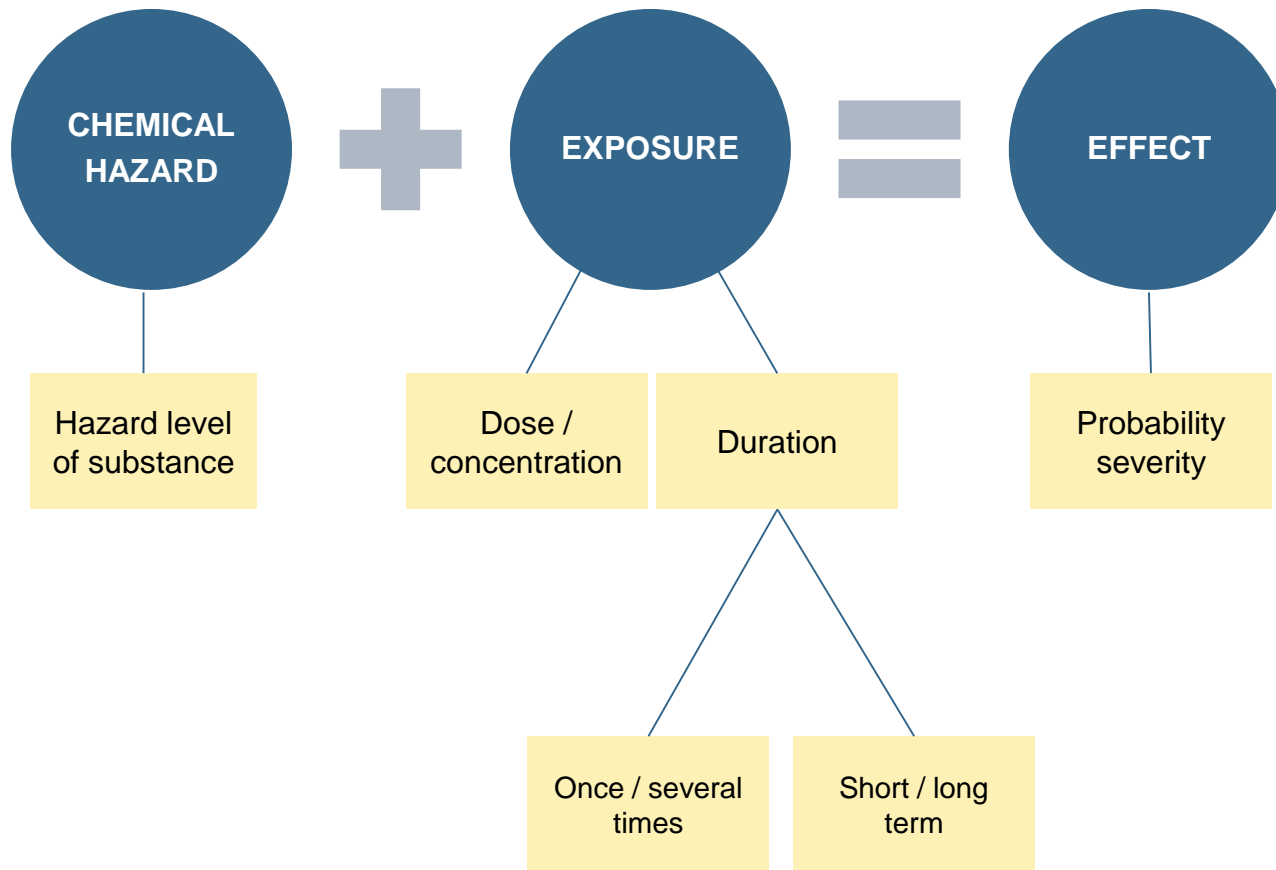 CHEMICAL
HAZARD
EXPOSURE
EFFECT
Hazard level
of substance
Dose /
concentration
Duration
Probability
severity
Once / several
times
Short / long
term